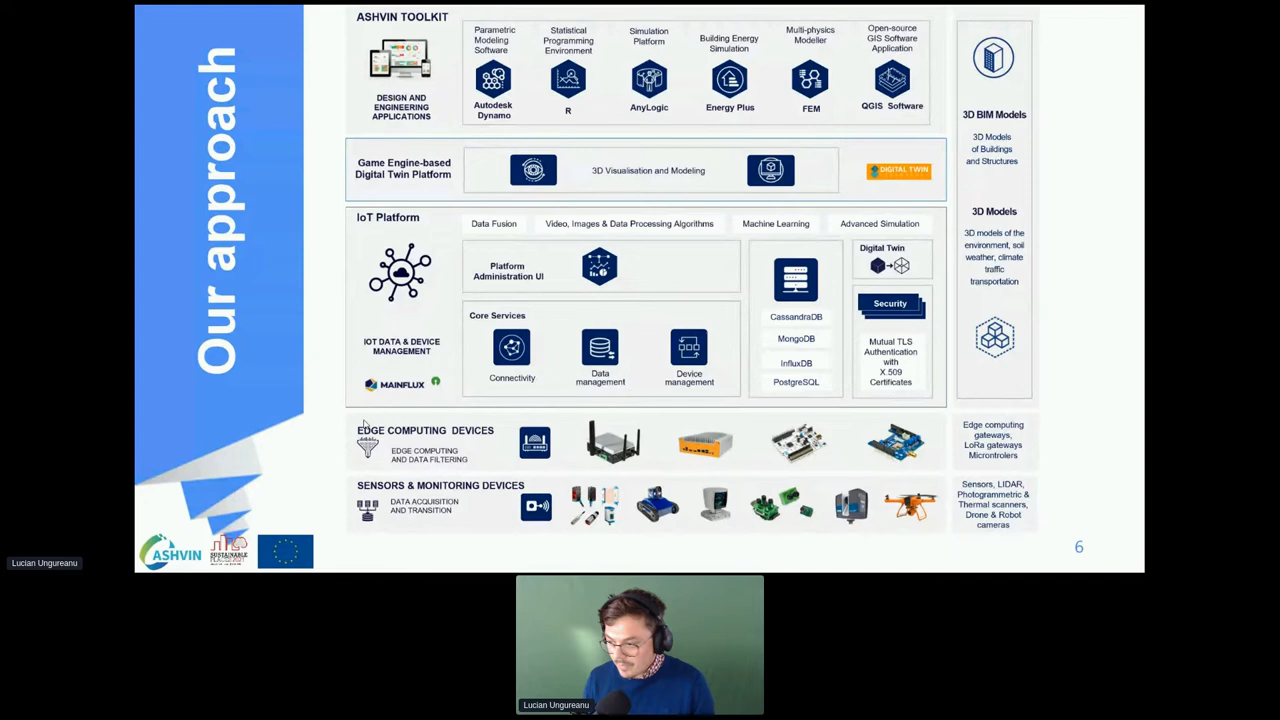 Our approach
ASHVIN TOOLKIT
DESIGN AND
ENGINEERING
APPLICATIONS
Parametric
Modeling
Software
Autodesk
Dynamo
Statistical
Programming
Environment
R
Simulation
Platform
AnyLogic
Building Energy
Simulation
Energy Plus
Multi-physics
Modeller
FEM
Open-source
GIS Software
Application
QGIS Software
Game Engine-based
Digital Twin Platform
3D Visualisation and Modeling
DIGITAL TWIN
IoT Platform
IOT DATA & DEVICE
MANAGEMENT
MAINFLUX
Data Fusion
Video, Images & Data Processing Algorithms
Machine Learning
Advanced Simulation
Platform
Administration UI
Core Services
Connectivity
Data
management
Device
management
CassandraDB
MongoDB
InfluxDB
PostgreSQL
Digital Twin
Security
Mutual TLS
Authentication
with
X.509
Certificates
3D BIM Models
3D Models
of Buildings
and Structures
3D Models
3D models of the
environment, soil
weather, climate
traffic
transportation
EDGE COMPUTING DEVICES
EDGE COMPUTING
AND DATA FILTERING
Edge computing
gateways,
LoRa gateways
Microntrolers
SENSORS & MONITORING DEVICES
DATA ACQUISITION
AND TRANSITION
Sensors, LIDAR,
Photogrammetric &
Thermal scanners,
Drone & Robot
cameras
ASHVIN
SUSTAINABLE
PLACES 2021
6
Lucian Ungureanu
Lucian Ungureanu